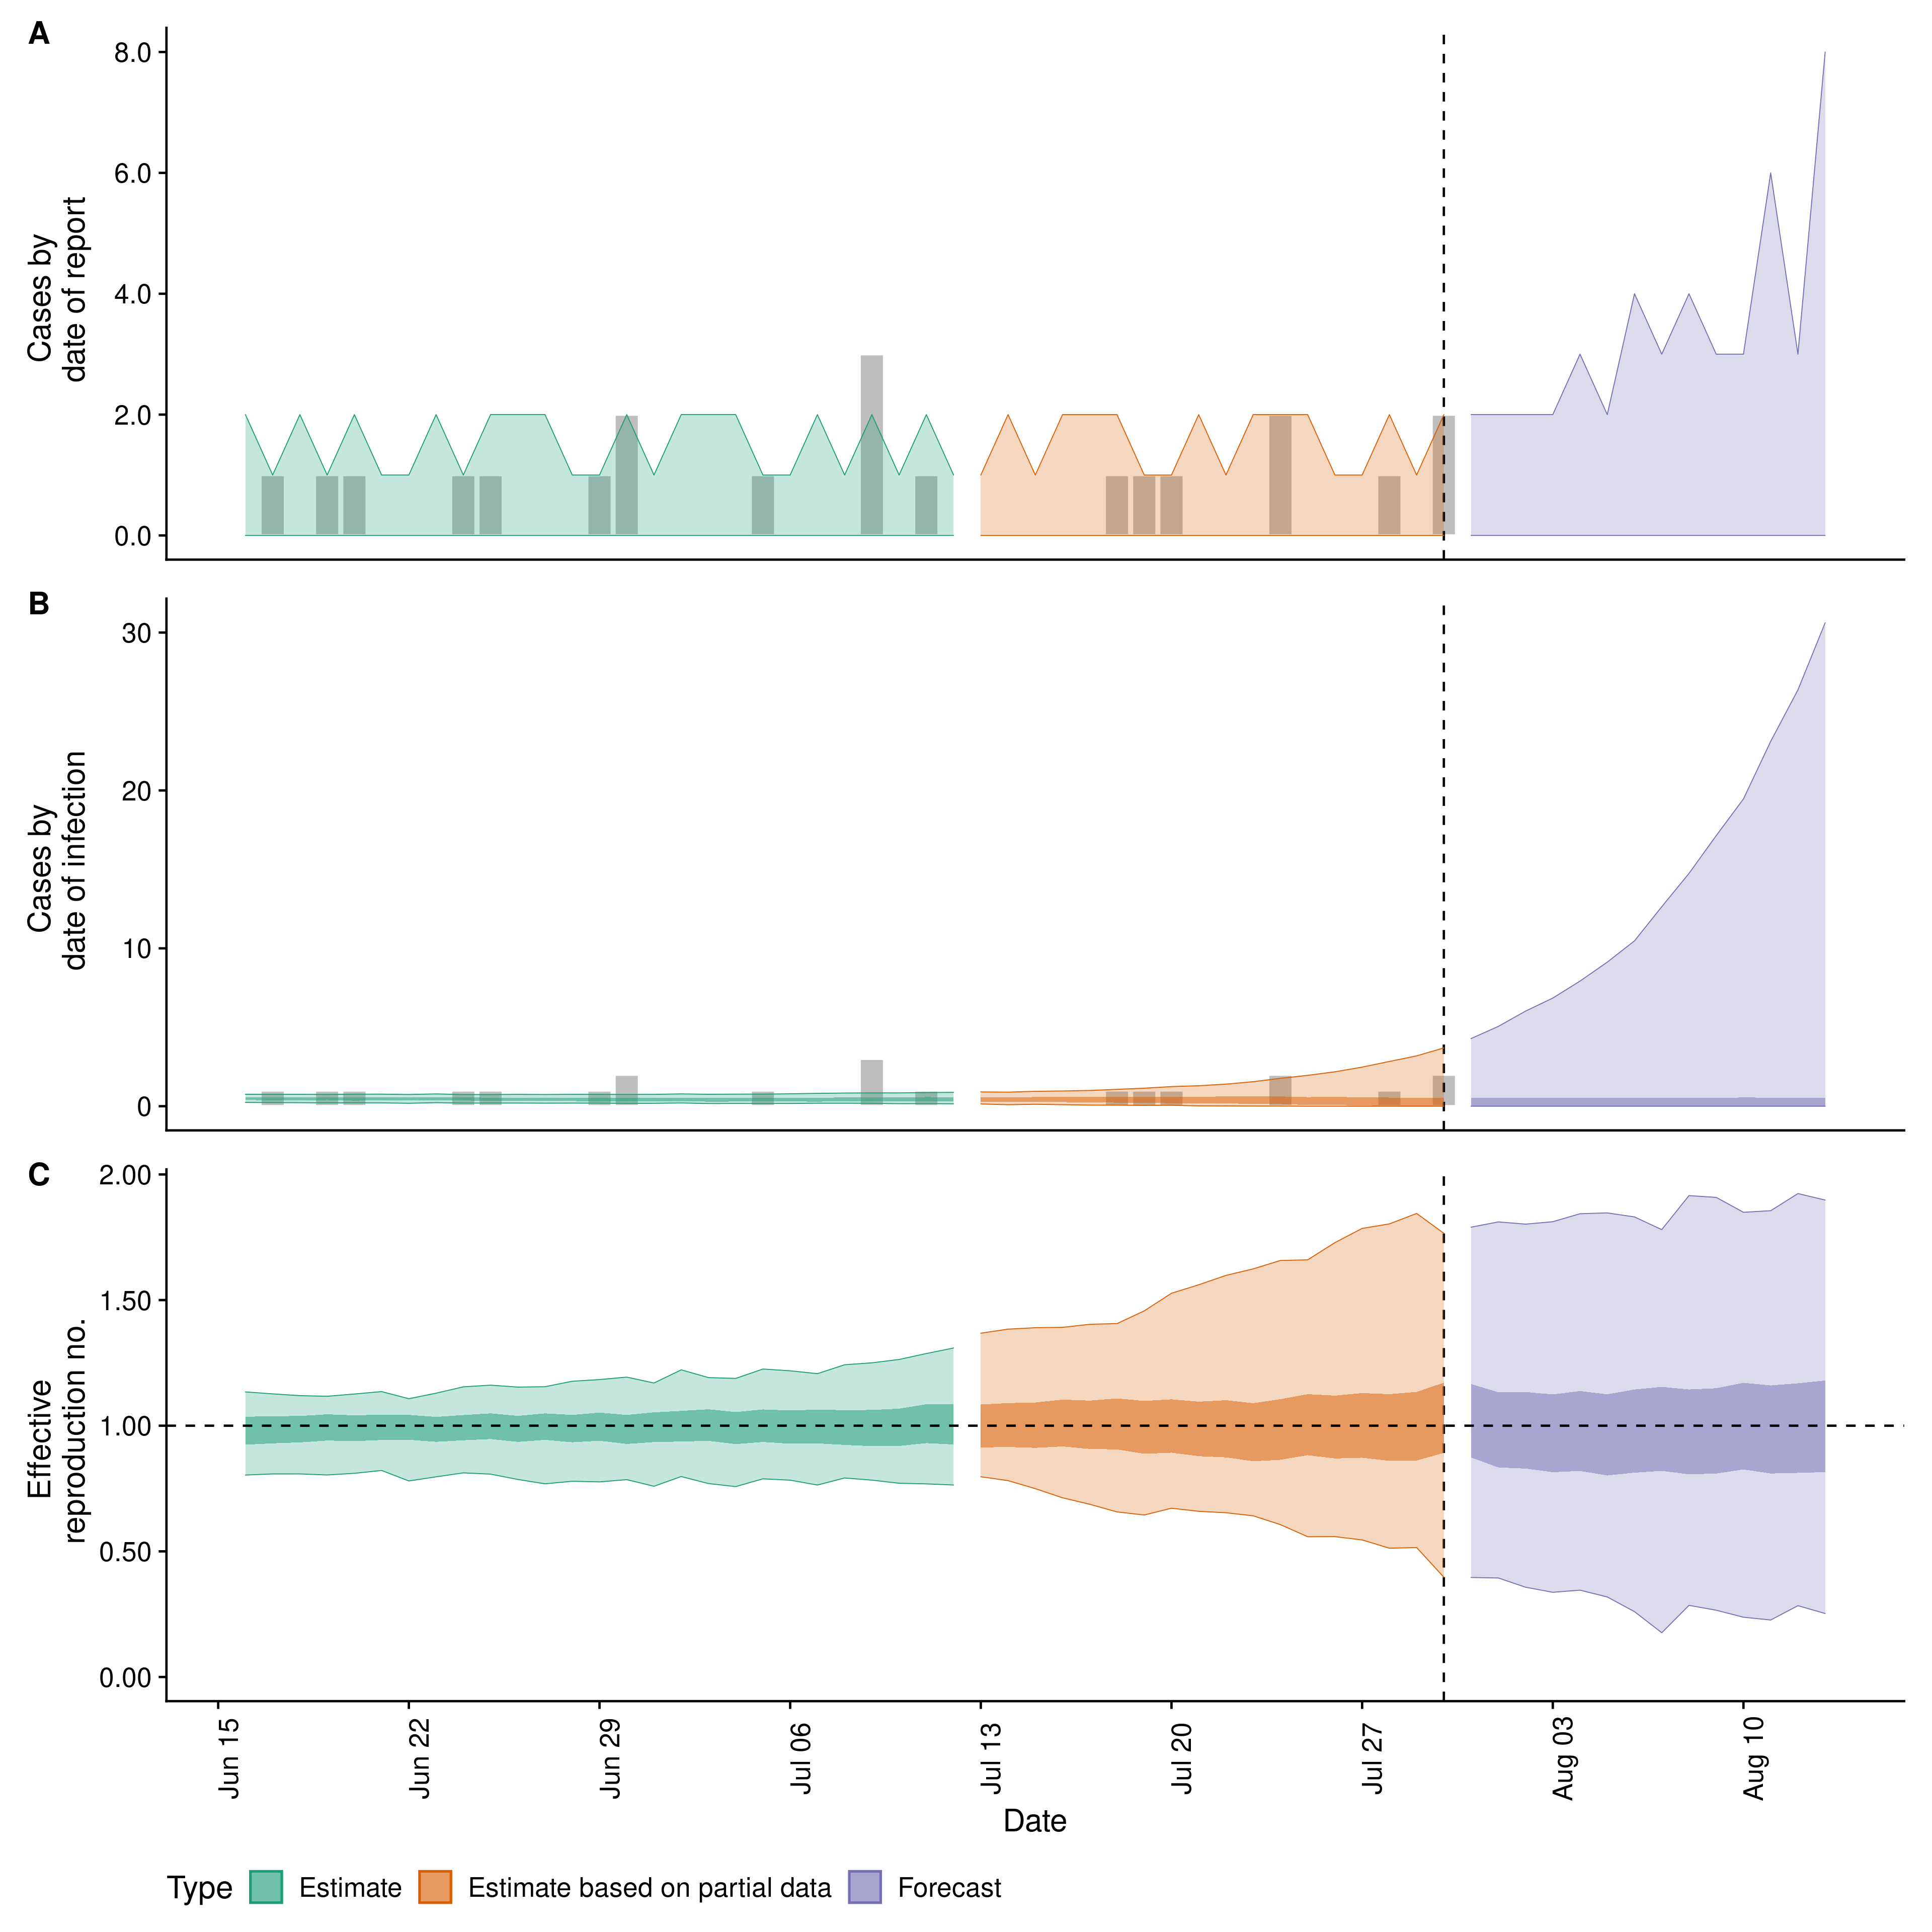 A
8.0
6.0
4.0
2.0
0.0
Cases by
date of report
B
30
20
10
0
Cases by
date of infection
C
2.00
1.50
1.00
0.50
0.00
Effective
reproduction no.
Jun 15
Jun 22
Jun 29
Jul 06
Jul 13
Jul 20
Jul 27
Aug 03
Aug 10
Date
Type Estimate Estimate based on partial data Forecast